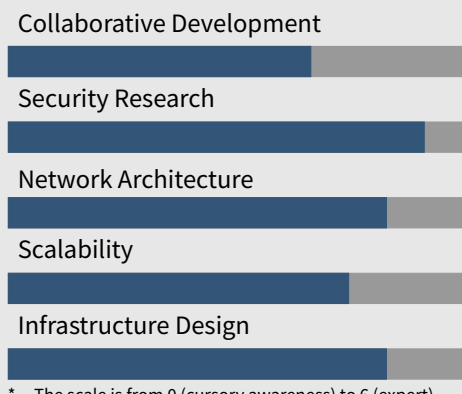 Collaborative Development
Security Research
Network Architecture
Scalability
Infrastructure Design
* The scale is from 0 (cursory awareness) to 6 (expert)